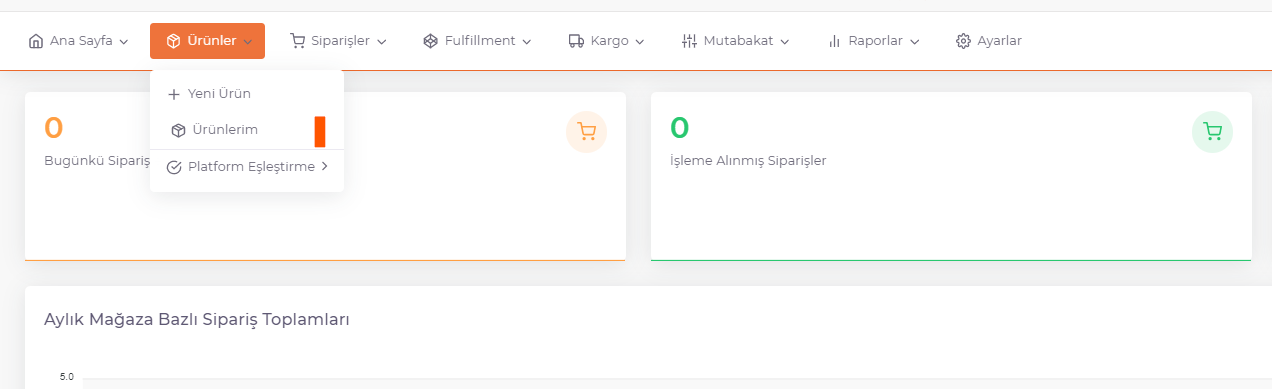 Ana Sayfa Ürünler Siparişler Fulfillment Kargo Mutabakat Raporlar Ayarlar
Yeni Ürün
Ürünlerim
Platform Eşleştirme
0
Bugünkü Sipariş
0
İşleme Alınmış Siparişler
Aylık Mağaza Bazlı Sipariş Toplamları
5.0